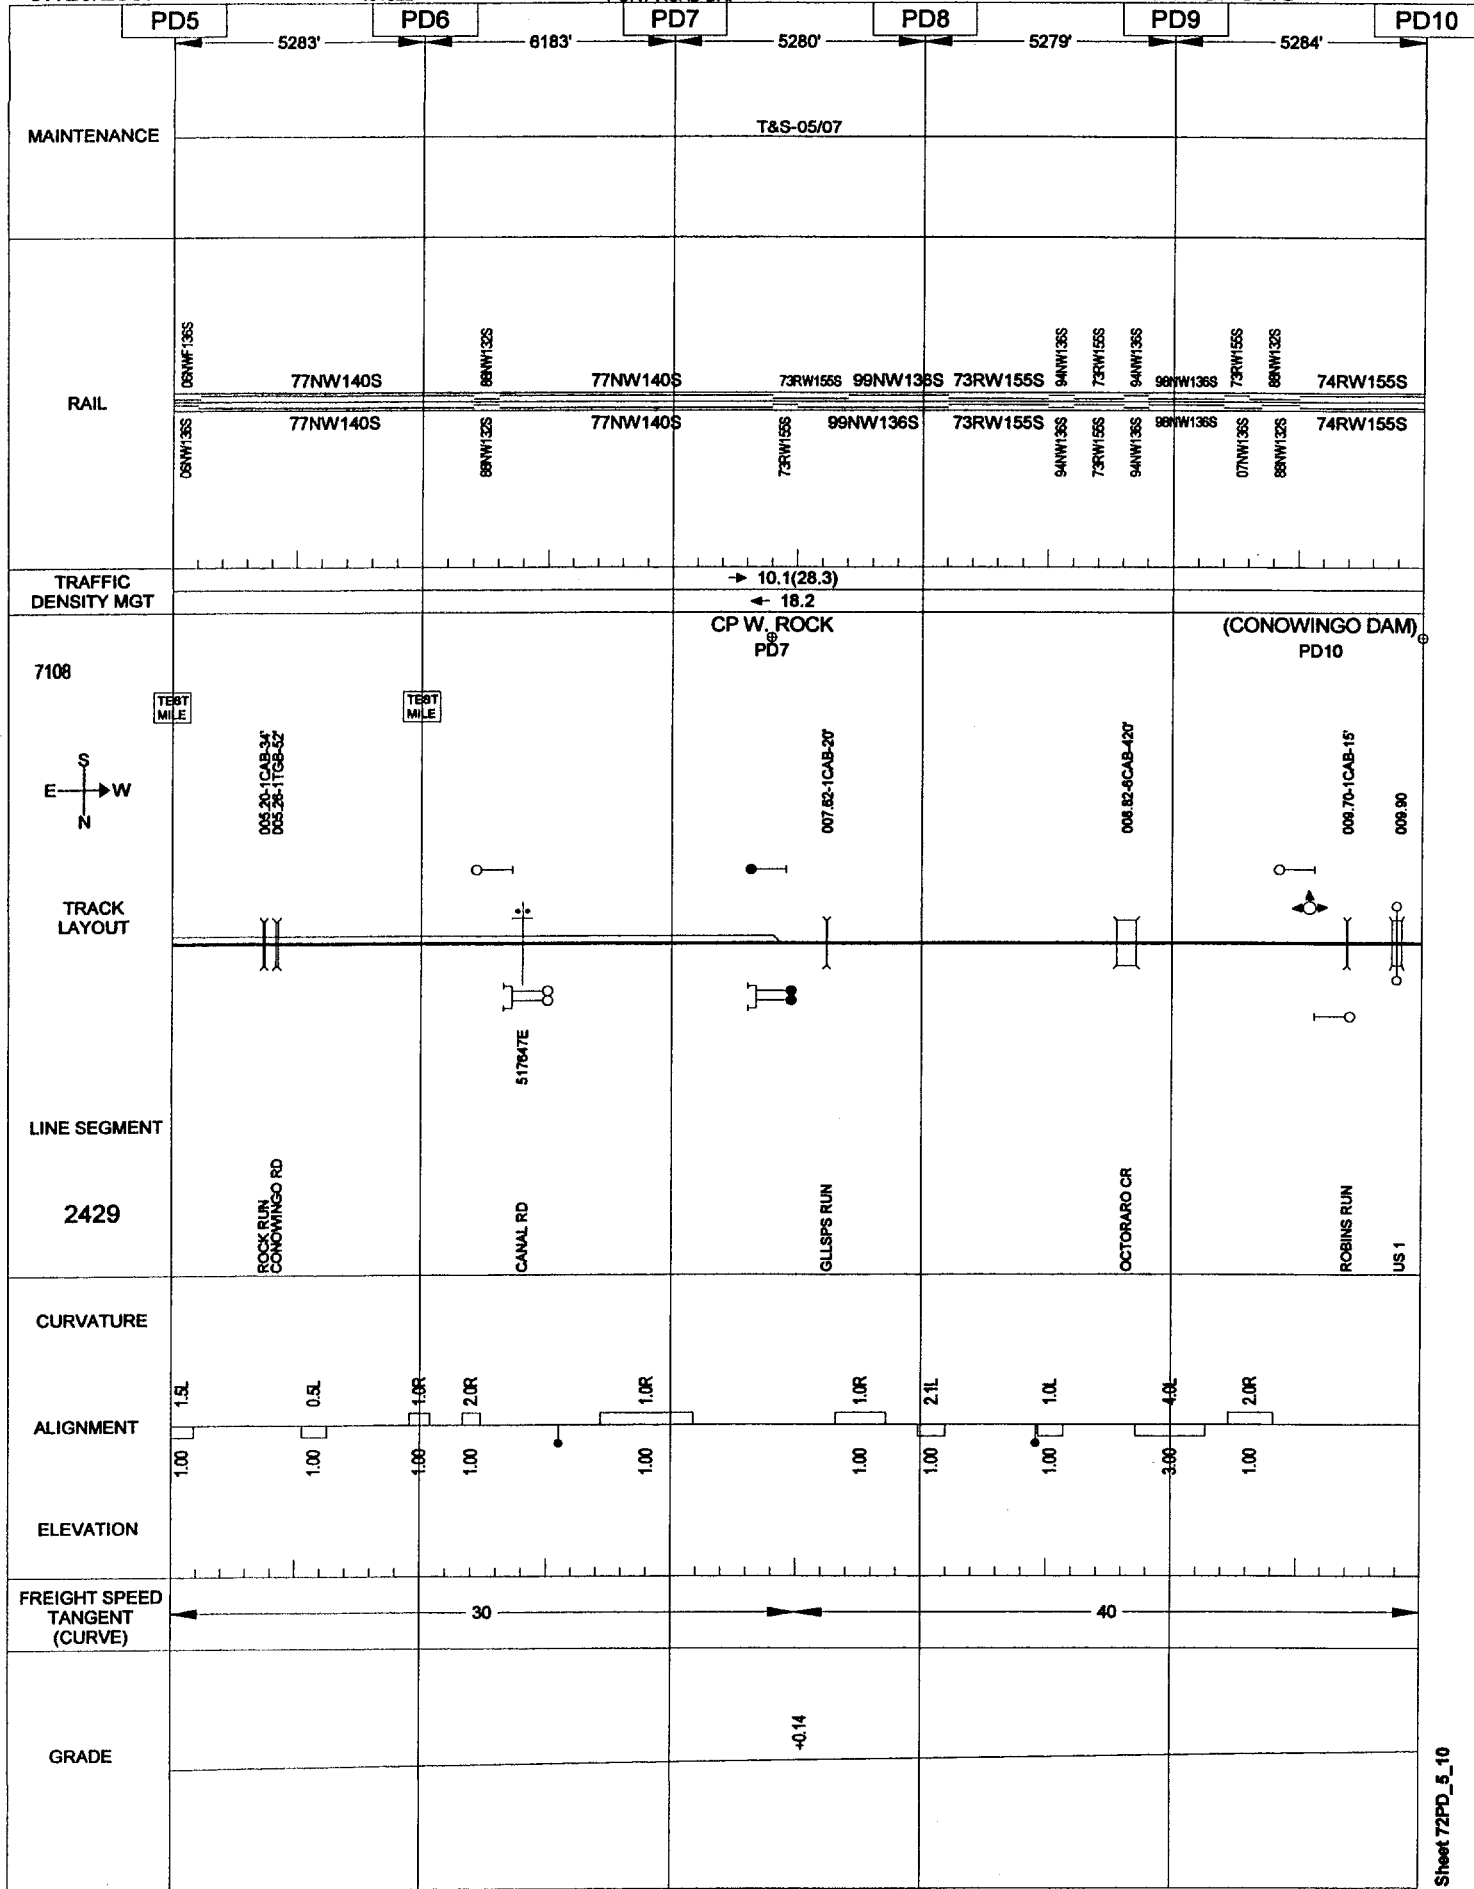 PD5
PD6
PD7
PD8
PD9
PD10
5283'
6183'
5280'
5279'
5284'
MAINTENANCE
T&S-05/07
RAIL
06NWF136S
77NW140S
88NW132S
77NW140S
73RW155S
99NW136S
73RW155S
94NW136S
73RW155S
94NW136S
98NW136S
73RW155S
88NW132S
74RW155S
06NW136S
77NW140S
88NW132S
77NW140S
73RW155S
99NW136S
73RW155S
94NW136S
73RW155S
94NW136S
98NW136S
07NW136S
88NW132S
74RW155S
TRAFFIC
DENSITY MGT
10.1(28.3)
18.2
7108
CP W. ROCK
PD7
(CONOWINGO DAM)
PD10
TEST
MILE
TEST
MILE
S
E W
N
005.20-1CAB-34'
005.26-1TGB-52'
007.62-1CAB-20'
008.82-6CAB-420'
009.70-1CAB-15'
009.90
TRACK
LAYOUT
517647E
LINE SEGMENT
2429
ROCK RUN
CONOWINGO RD
CANAL RD
GLLSPS RUN
OCTORARO CR
ROBINS RUN
US 1
CURVATURE
1.5L
0.5L
1.0R
2.0R
1.0R
1.0R
2.1L
1.0L
4.0L
2.0R
ALIGNMENT
1.00
1.00
1.00
1.00
1.00
1.00
1.00
1.00
3.00
1.00
ELEVATION
FREIGHT SPEED
TANGENT
(CURVE)
30
40
GRADE
+0.14
Sheet 72PD_5_10